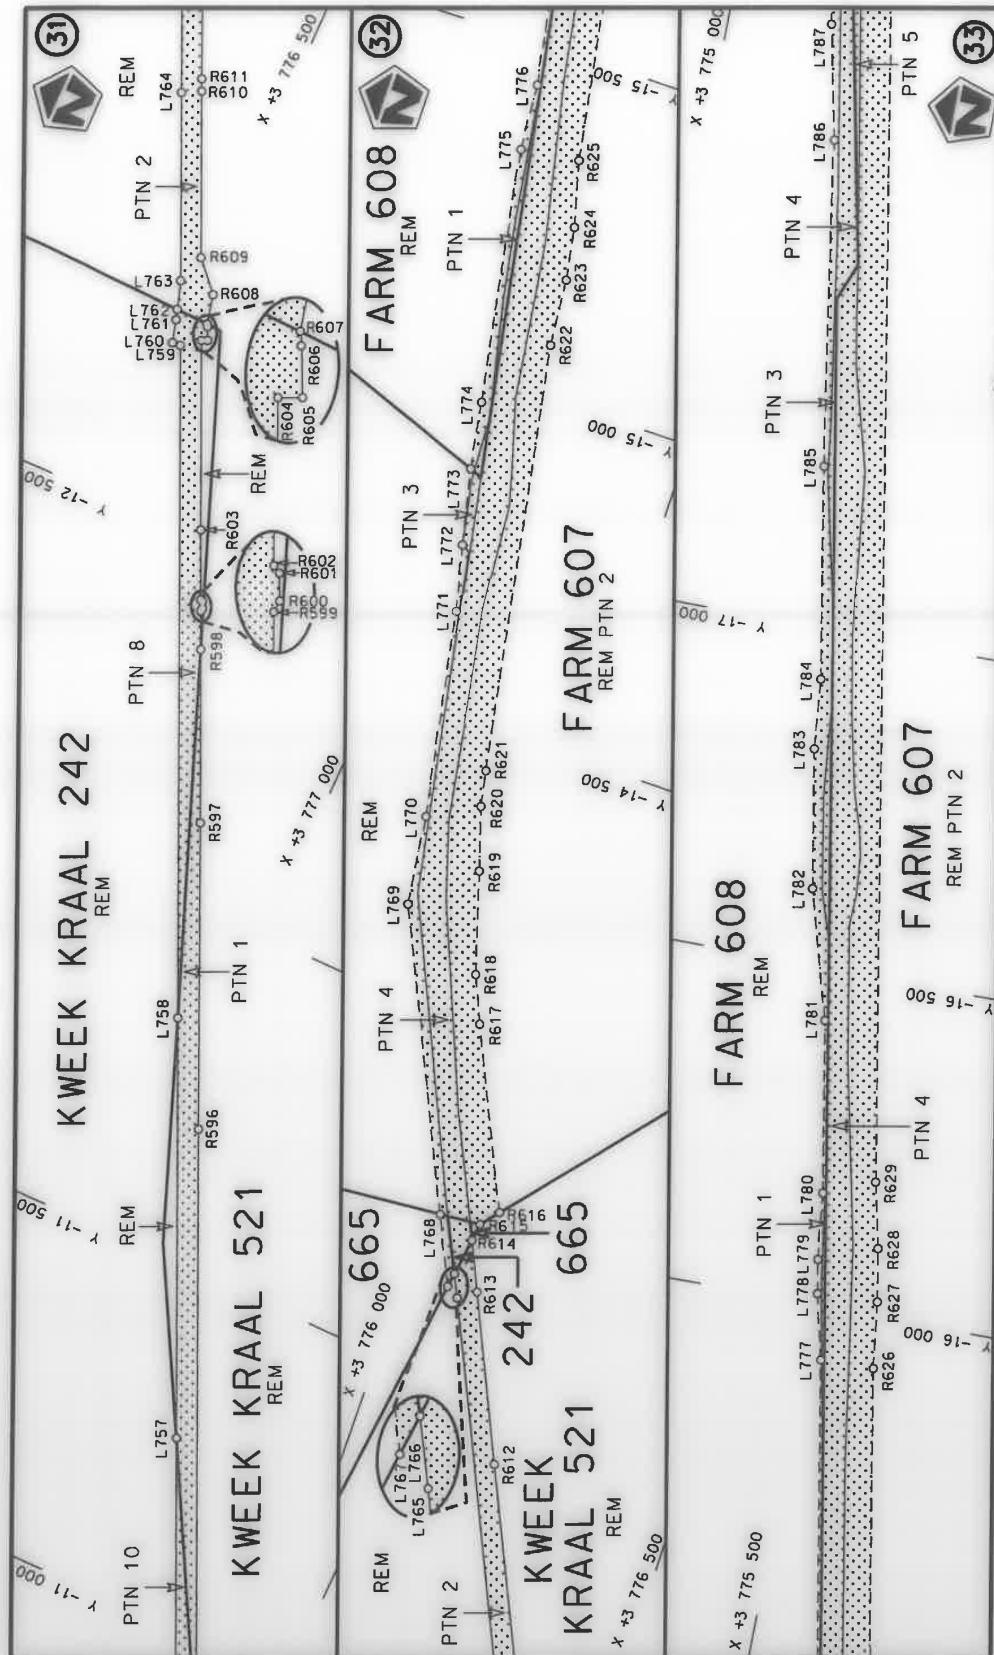 31
N
REM
L764
R611
R610
X +3 776 500
PTN 2
R609
L763
R608
L762
L761
L760
L759
R607
R606
R604
R605
REM
Y -12 500
R603
R602
R601
R600
R599
R598
PTN 8
KWEEK KRAAL 242
REM
X +3 777 000
R597
PTN 1
L758
R596
Y -11 500
REM
KWEEK KRAAL 521
REM
L757
PTN 10
Y -11 000
32
N
L776
Y -15 500
L775
R625
FARM 608
REM
PTN 1
R624
R623
R622
L774
Y -15 000
L773
PTN 3
L772
L771
FARM 607
REM PTN 2
R621
L770
REM
R620
Y -14 500
R619
L769
R618
PTN 4
R617
L768
R616
R615
R614
665
665
242
R613
X +3 776 000
L767
L766
L765
R612
KWEEK
KRAAL 521
REM
REM
PTN 2
X +3 776 500
33
N
X +3 775 000
L787
PTN 5
L786
PTN 4
PTN 3
L785
Y -17 000
L784
L783
FARM 607
REM PTN 2
L782
FARM 608
REM
L781
Y -16 500
PTN 4
L780
R629
PTN 1
L779
R628
L778
R627
Y -16 000
L777
R626
X +3 775 500